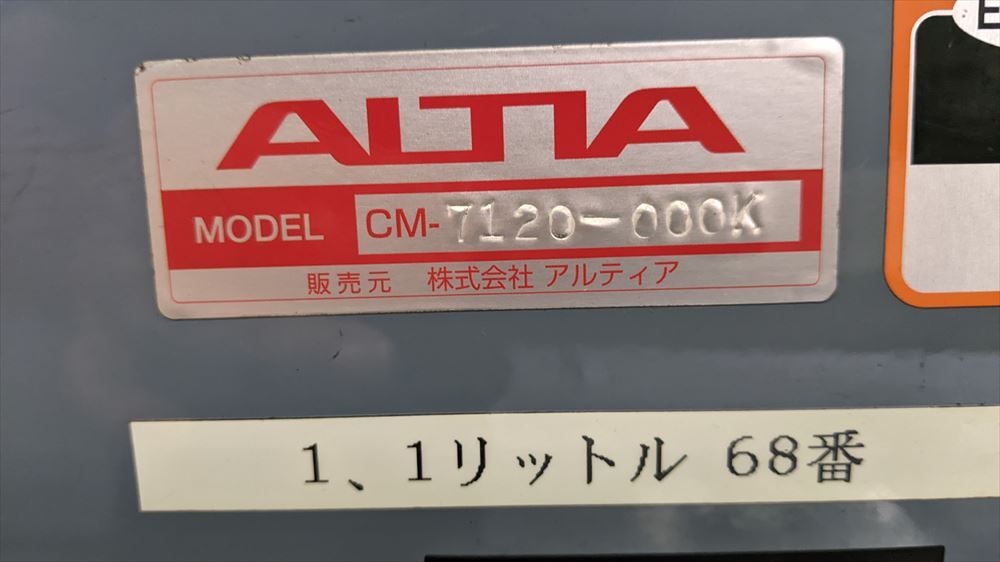 ALTIA
MODEL CM-7120-000K
販売元 株式会社 アルティア
1、1リットル 68番